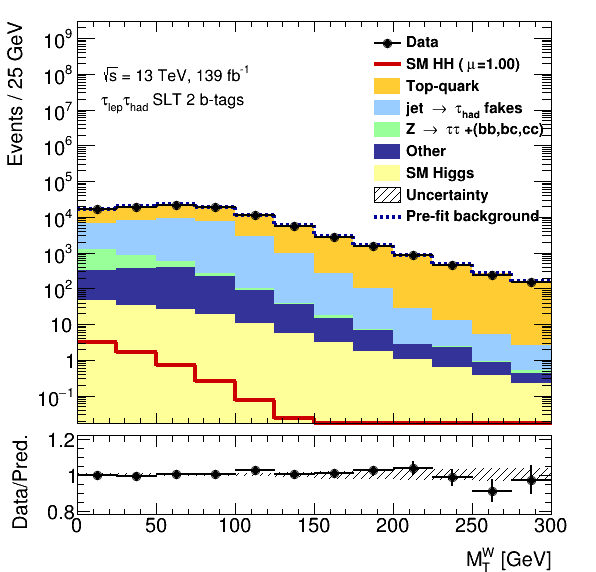 Events / 25 GeV
10⁹
10⁸
10⁷
10⁶
10⁵
10⁴
10³
10²
10
1
10⁻¹
√s = 13 TeV, 139 fb⁻¹
τ_lep τ_had SLT 2 b-tags
Data
SM HH ( μ=1.00)
Top-quark
jet → τ_had fakes
Z → ττ +(bb,bc,cc)
Other
SM Higgs
Uncertainty
Pre-fit background
Data/Pred.
1.2
1
0.8
0 50 100 150 200 250 300
M_T^W [GeV]